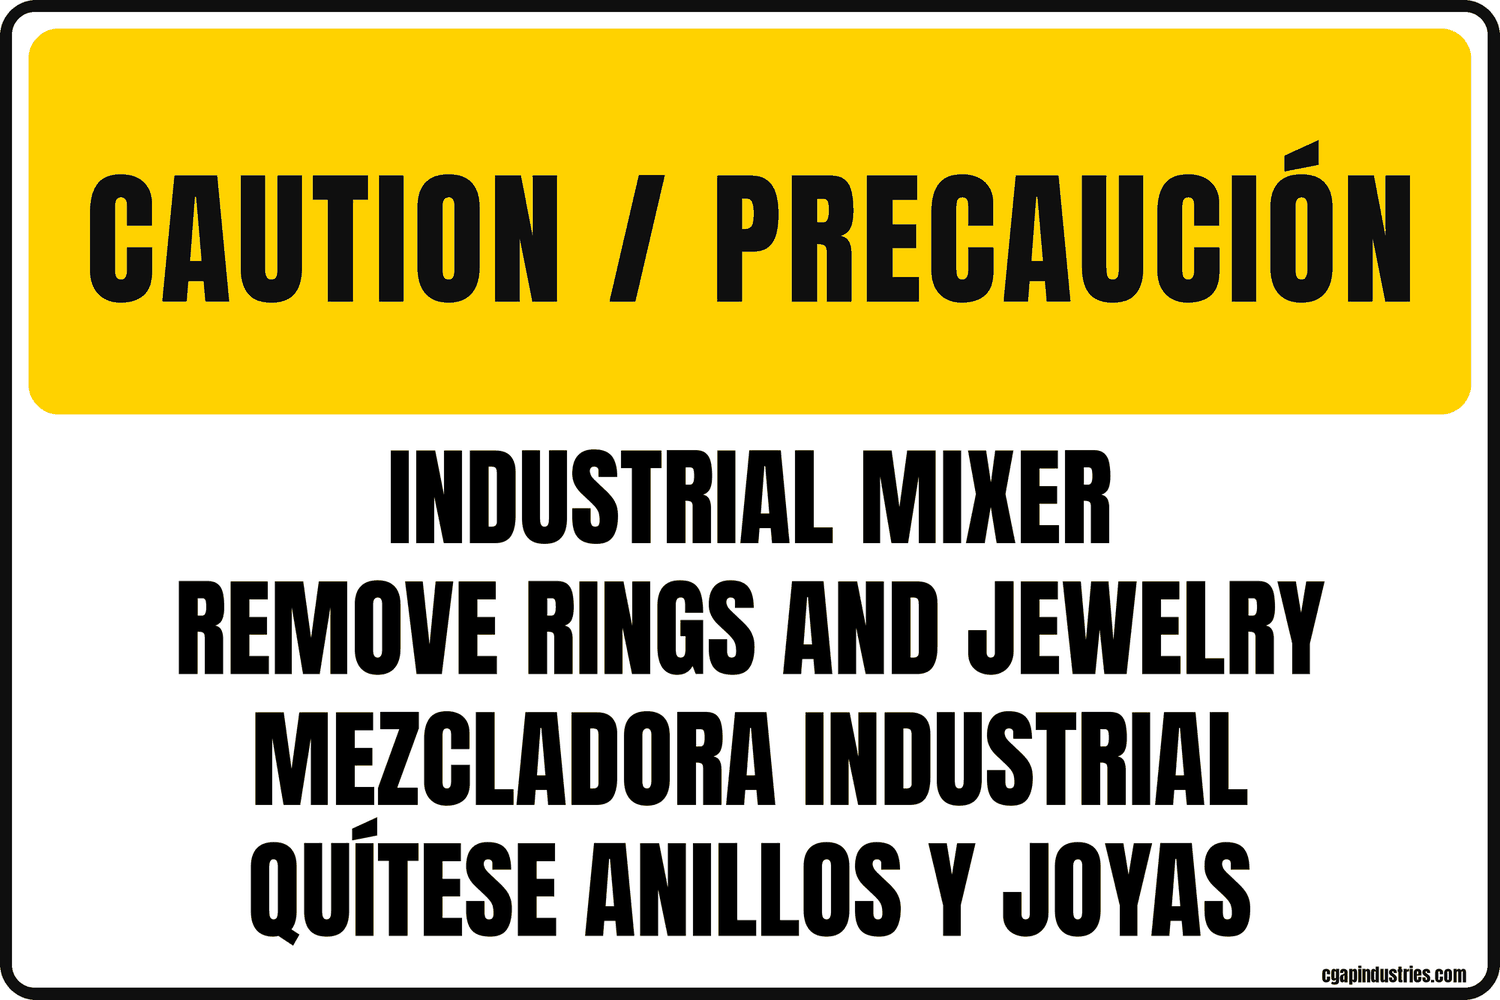 CAUTION / PRECAUCIÓN
INDUSTRIAL MIXER
REMOVE RINGS AND JEWELRY
MEZCLADORA INDUSTRIAL
QUÍTESE ANILLOS Y JOYAS
cgapindustries.com